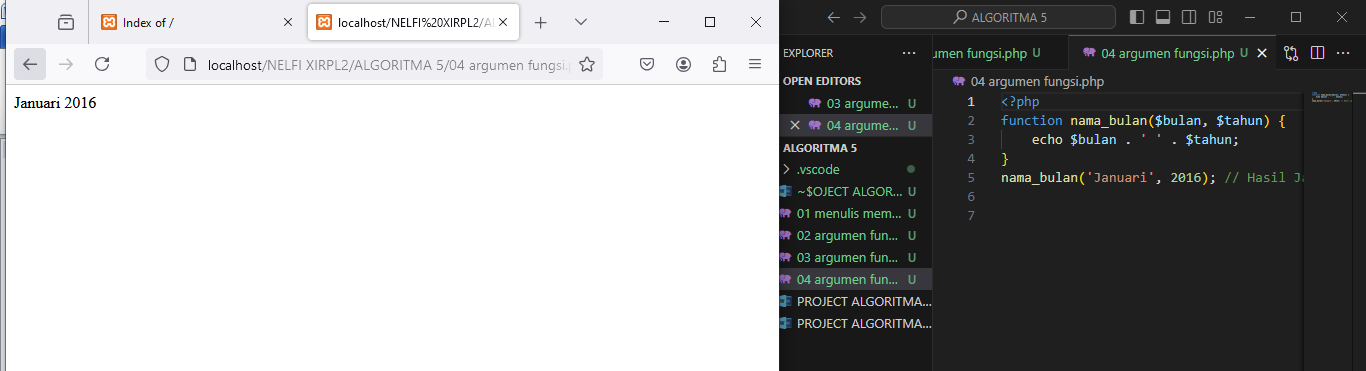 Index of /
localhost/NELFI%20XIRPL2/AL
localhost/NELFI XIRPL2/ALGORITMA 5/04 argumen fungsi.p
Januari 2016
ALGORITMA 5
EXPLORER
OPEN EDITORS
03 argume... U
04 argume... U
ALGORITMA 5
.vscode
~$OJECT ALGOR... U
01 menulis mem... U
02 argumen fun... U
03 argumen fun... U
04 argumen fun... U
PROJECT ALGORITMA...
PROJECT ALGORITMA...
umen fungsi.php U
04 argumen fungsi.php U
04 argumen fungsi.php
1 <?php
2 function nama_bulan($bulan, $tahun) {
3 echo $bulan . ' ' . $tahun;
4 }
5 nama_bulan('Januari', 2016); // Hasil Ja
6
7